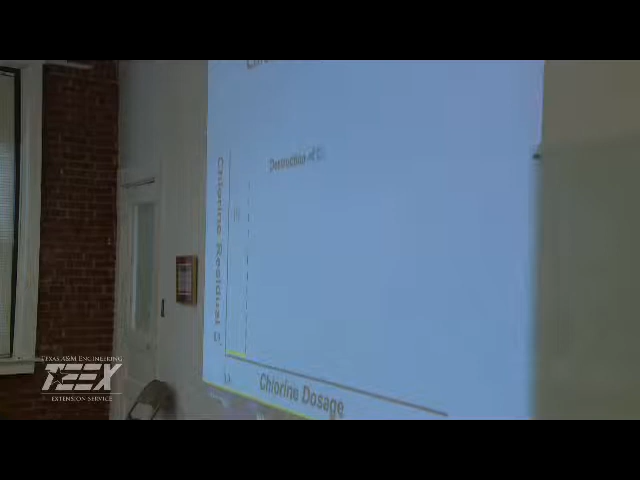 Destruction of
Chlorine Residual
Chlorine Dosage
TEXAS A&M ENGINEERING
TEEX
EXTENSION SERVICE